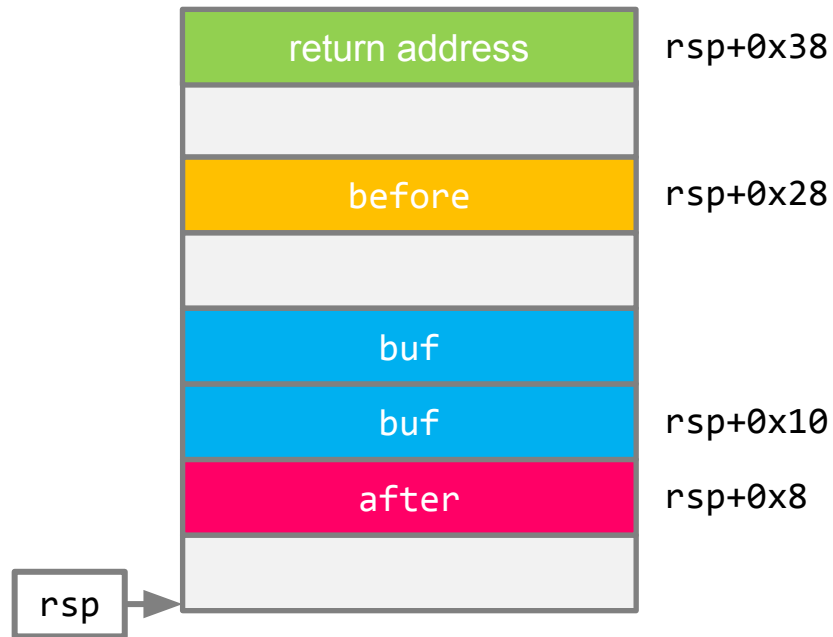 return address rsp+0x38
before rsp+0x28
buf
buf rsp+0x10
after rsp+0x8
rsp